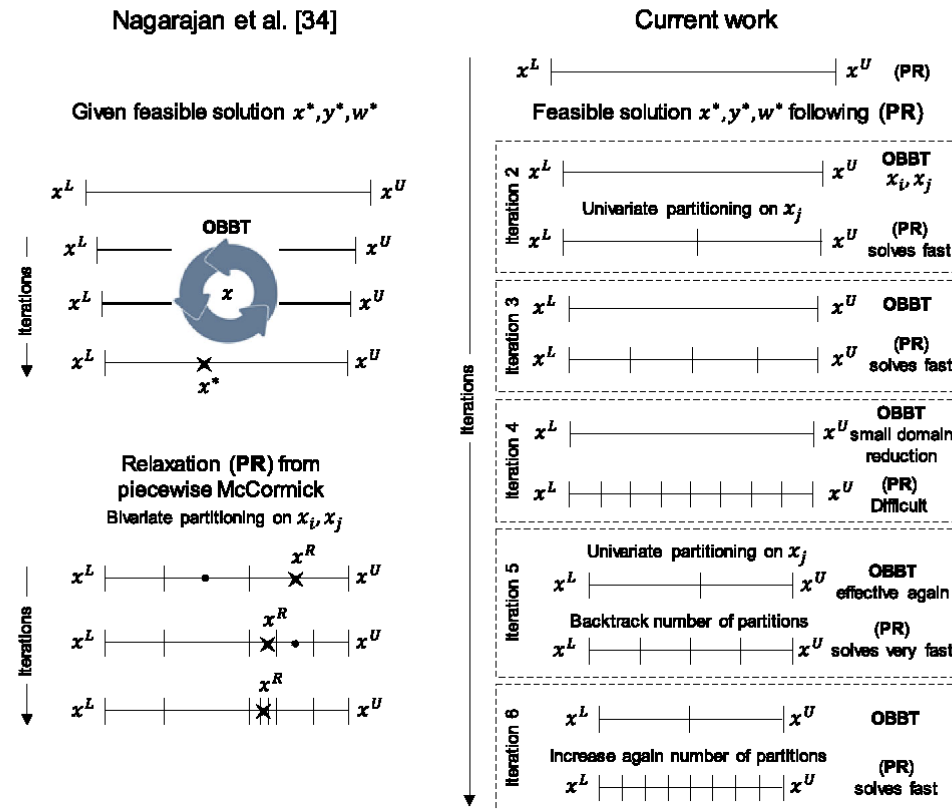 Nagarajan et al. [34]
Given feasible solution x*, y*, w*
x^L x^U
OBBT
x^L x^U
x
x^L x^U
x^L x^U
x*
Iterations
Relaxation (PR) from
piecewise McCormick
Bivariate partitioning on x_i, x_j
x^R
x^L x^U
x^R
x^L x^U
x^R
x^L x^U
Iterations
Current work
Iterations
x^L x^U (PR)
Feasible solution x*, y*, w* following (PR)
Iteration 2
x^L x^U OBBT
x_i, x_j
Univariate partitioning on x_j
x^L x^U (PR)
solves fast
Iteration 3
x^L x^U OBBT
x^L x^U (PR)
solves fast
Iteration 4
x^L x^U OBBT
small domain
reduction
x^L x^U (PR)
Difficult
Iteration 5
Univariate partitioning on x_j
x^L x^U OBBT
effective again
Backtrack number of partitions
x^L x^U (PR)
solves very fast
Iteration 6
x^L x^U OBBT
Increase again number of partitions
x^L x^U (PR)
solves fast